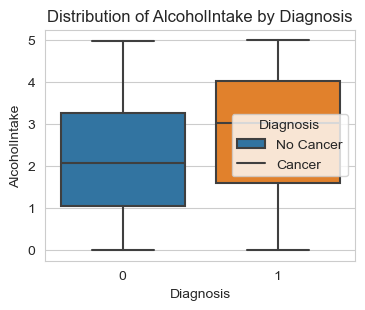 Distribution of AlcoholIntake by Diagnosis
5
4
3
2
1
0
AlcoholIntake
Diagnosis
No Cancer
Cancer
0 1
Diagnosis